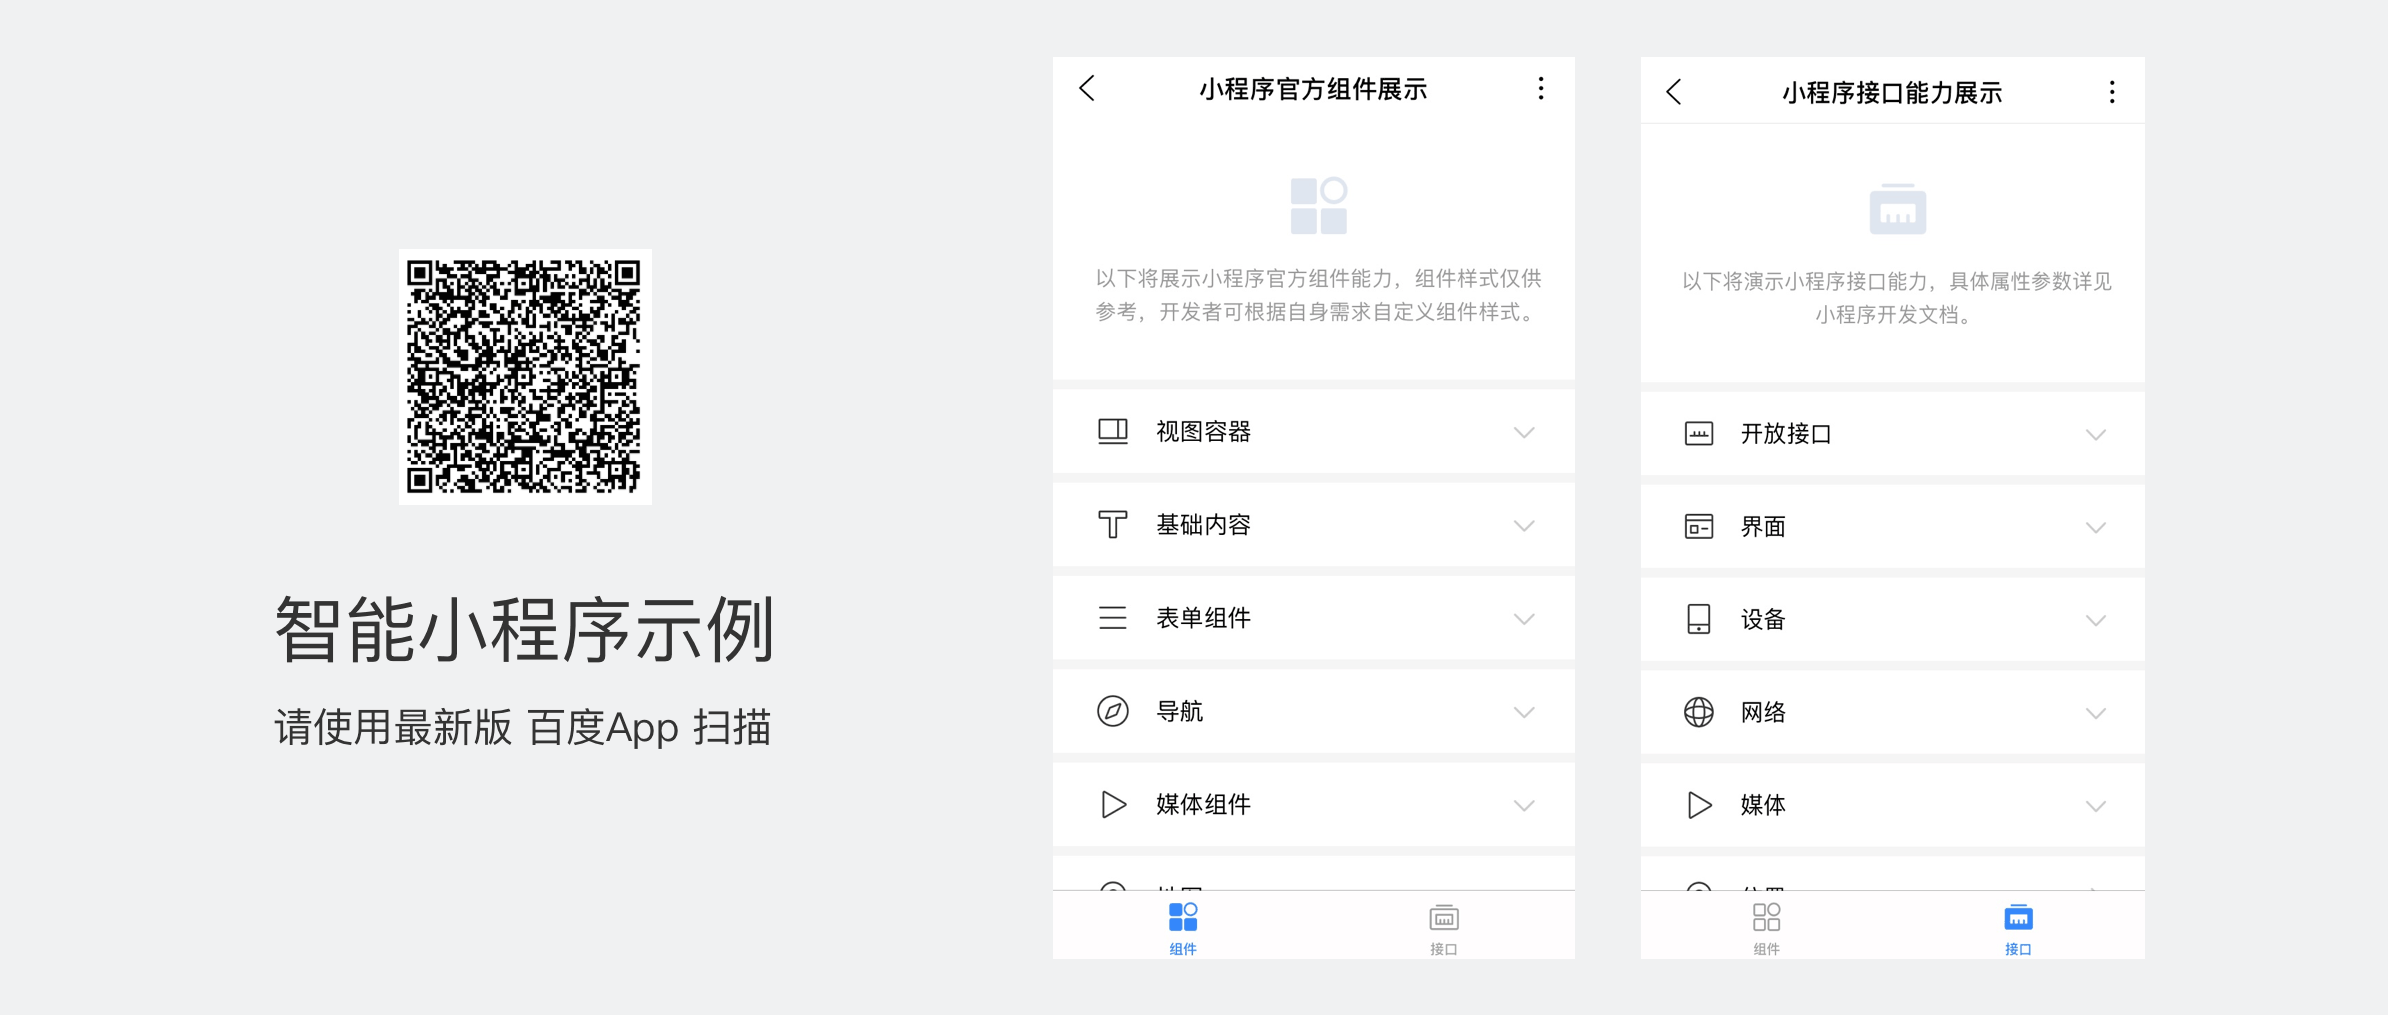 智能小程序示例
请使用最新版 百度App 扫描
小程序官方组件展示
以下将展示小程序官方组件能力，组件样式仅供
参考，开发者可根据自身需求自定义组件样式。
视图容器
基础内容
表单组件
导航
媒体组件
组件
接口
小程序接口能力展示
以下将演示小程序接口能力，具体属性参数详见
小程序开发文档。
开放接口
界面
设备
网络
媒体
组件
接口